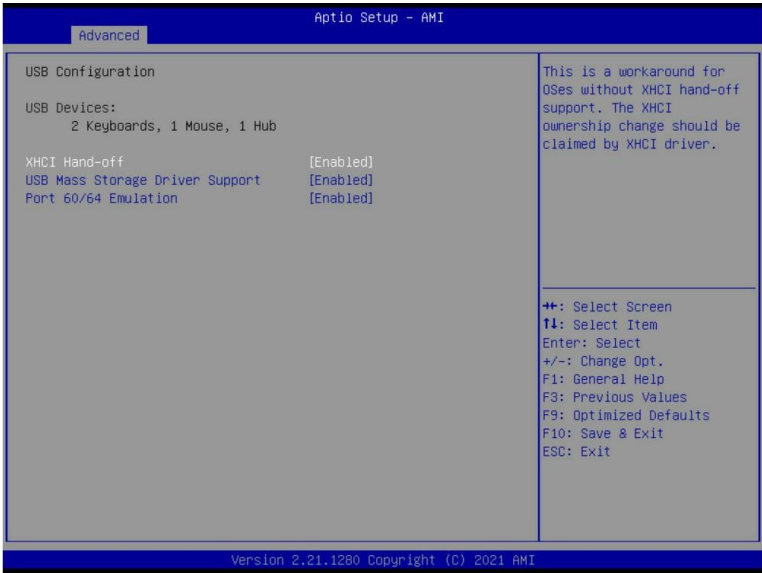 Aptio Setup - AMI
Advanced
USB Configuration
USB Devices:
2 Keyboards, 1 Mouse, 1 Hub
XHCI Hand-off [Enabled]
USB Mass Storage Driver Support [Enabled]
Port 60/64 Emulation [Enabled]
This is a workaround for
OSes without XHCI hand-off
support. The XHCI
ownership change should be
claimed by XHCI driver.
→←: Select Screen
↑↓: Select Item
Enter: Select
+/-: Change Opt.
F1: General Help
F3: Previous Values
F9: Optimized Defaults
F10: Save & Exit
ESC: Exit
Version 2.21.1280 Copyright (C) 2021 AMI